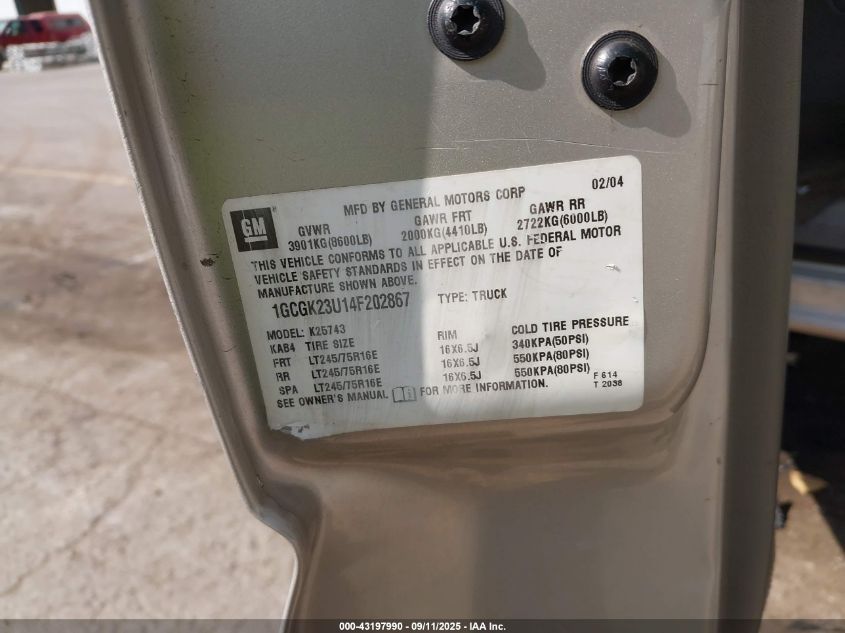 MFD BY GENERAL MOTORS CORP 02/04
GM
GVWR GAWR FRT GAWR RR
3901KG(8600LB) 2000KG(4410LB) 2722KG(6000LB)
THIS VEHICLE CONFORMS TO ALL APPLICABLE U.S. FEDERAL MOTOR
VEHICLE SAFETY STANDARDS IN EFFECT ON THE DATE OF
MANUFACTURE SHOWN ABOVE.
1GCGK23U14F202867 TYPE: TRUCK
MODEL: K25743
KAB4 TIRE SIZE RIM COLD TIRE PRESSURE
FRT LT245/75R16E 16X6.5J 340KPA(50PSI)
RR LT245/75R16E 16X6.5J 550KPA(80PSI)
SPA LT245/75R16E 16X6.5J 550KPA(80PSI)
SEE OWNER'S MANUAL FOR MORE INFORMATION.
F 614
T 2038
000-43197990 - 09/11/2025 - IAA Inc.